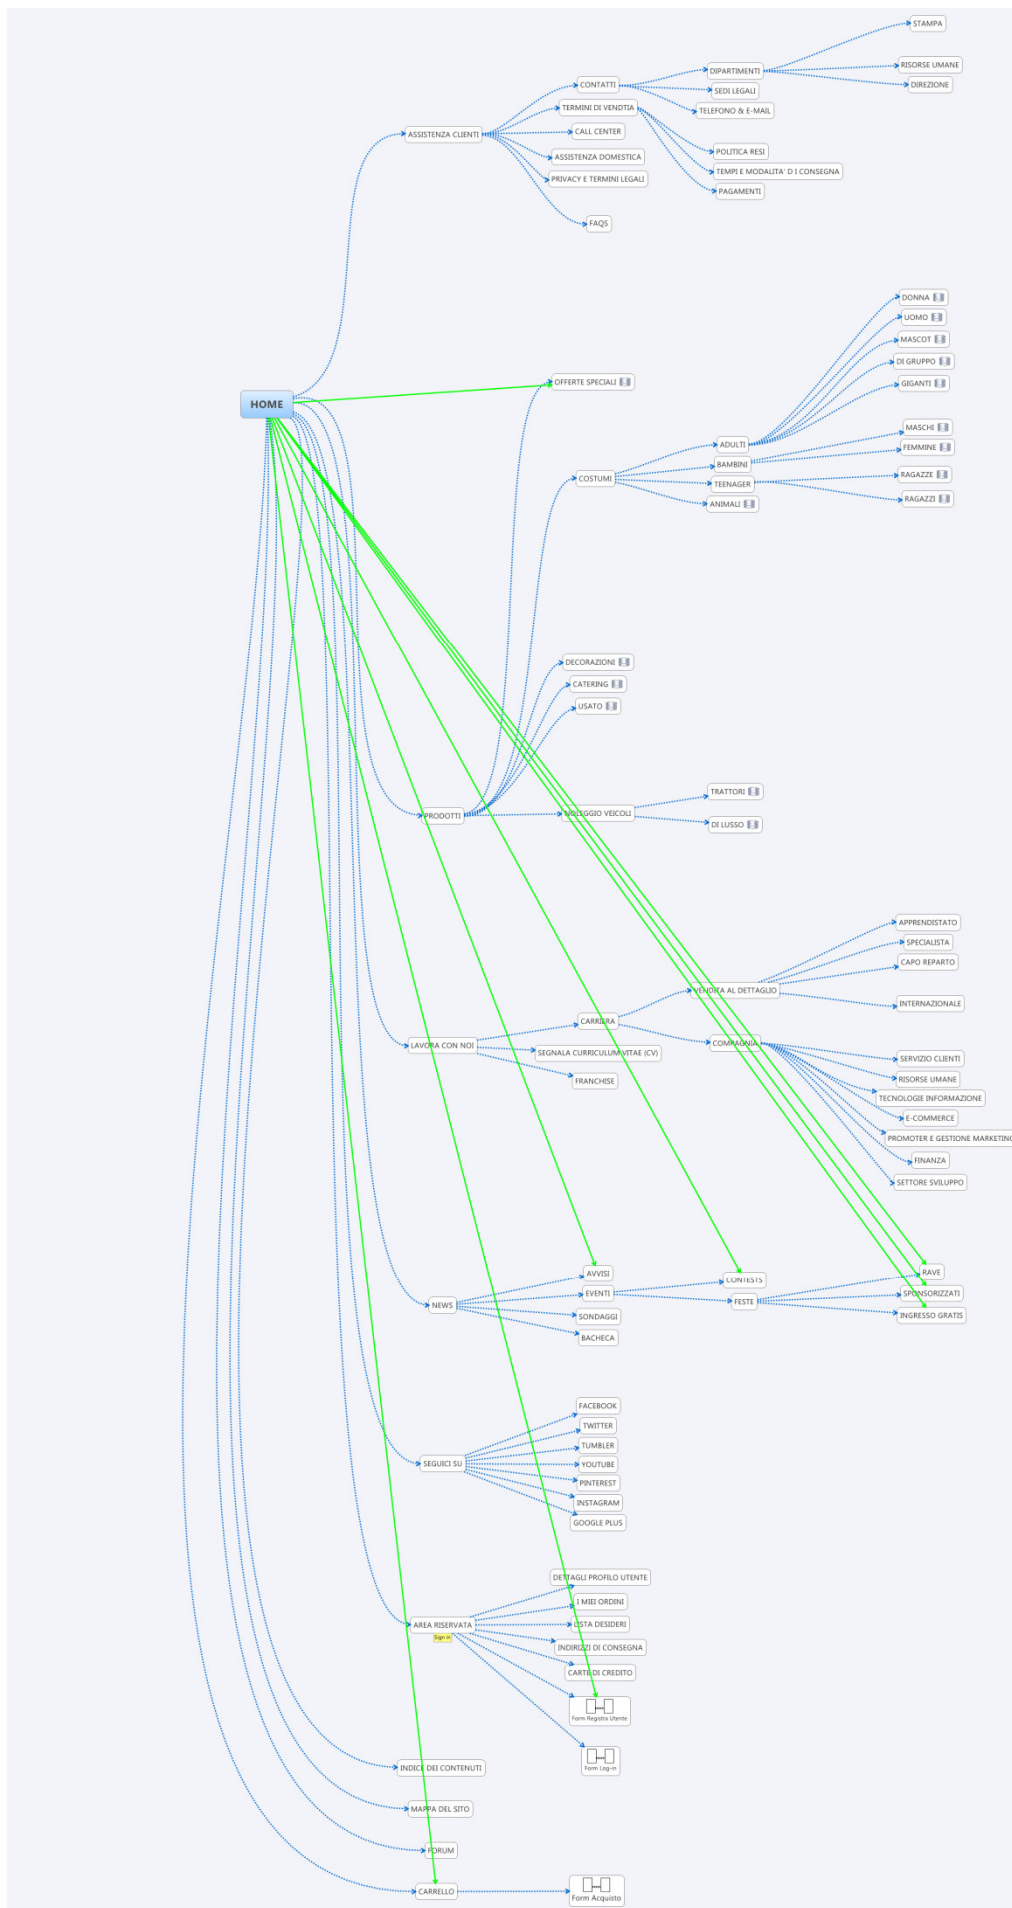 STAMPA
DIPARTIMENTI
RISORSE UMANE
CONTATTI
SEDI LEGALI
DIREZIONE
TERMINI DI VENDTIA
TELEFONO & E-MAIL
ASSISTENZA CLIENTI
CALL CENTER
ASSISTENZA DOMESTICA
POLITICA RESI
PRIVACY E TERMINI LEGALI
TEMPI E MODALITA' D I CONSEGNA
PAGAMENTI
FAQS
DONNA
UOMO
MASCOT
DI GRUPPO
OFFERTE SPECIALI
GIGANTI
HOME
MASCHI
ADULTI
FEMMINE
BAMBINI
COSTUMI
TEENAGER
RAGAZZE
ANIMALI
RAGAZZI
DECORAZIONI
CATERING
USATO
TRATTORI
PRODOTTI
NOLEGGIO VEICOLI
DI LUSSO
APPRENDISTATO
SPECIALISTA
CAPO REPARTO
VENDITA AL DETTAGLIO
INTERNAZIONALE
CARRIERA
LAVORA CON NOI
COMPAGNIA
SEGNALA CURRICULUM VITAE (CV)
SERVIZIO CLIENTI
FRANCHISE
RISORSE UMANE
TECNOLOGIE INFORMAZIONE
E-COMMERCE
PROMOTER E GESTIONE MARKETING
FINANZA
SETTORE SVILUPPO
AVVISI
RAVE
CONTESTS
EVENTI
SPONSORIZZATI
NEWS
FESTE
SONDAGGI
INGRESSO GRATIS
BACHECA
FACEBOOK
TWITTER
TUMBLER
SEGUICI SU
YOUTUBE
PINTEREST
INSTAGRAM
GOOGLE PLUS
DETTAGLI PROFILO UTENTE
I MIEI ORDINI
AREA RISERVATA
LISTA DESIDERI
Sign in
INDIRIZZI DI CONSEGNA
CARTE DI CREDITO
Form Registra Utente
Form Log-in
INDICE DEI CONTENUTI
MAPPA DEL SITO
FORUM
CARRELLO
Form Acquisto